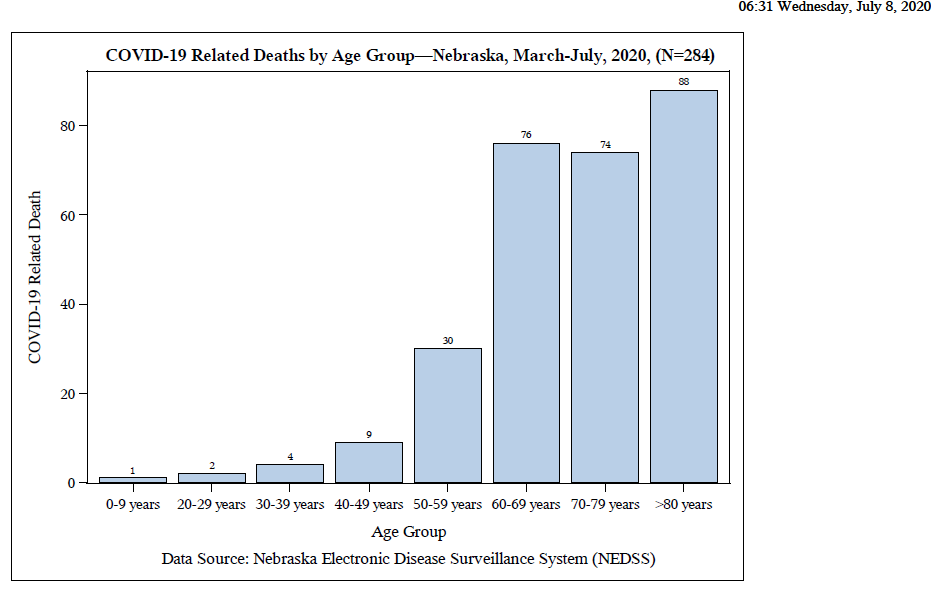 06:31 Wednesday, July 8, 2020
COVID-19 Related Deaths by Age Group—Nebraska, March-July, 2020, (N=284)
88
80
76
74
60
COVID-19 Related Death
40
30
20
9
4
2
1
0
0-9 years 20-29 years 30-39 years 40-49 years 50-59 years 60-69 years 70-79 years >80 years
Age Group
Data Source: Nebraska Electronic Disease Surveillance System (NEDSS)